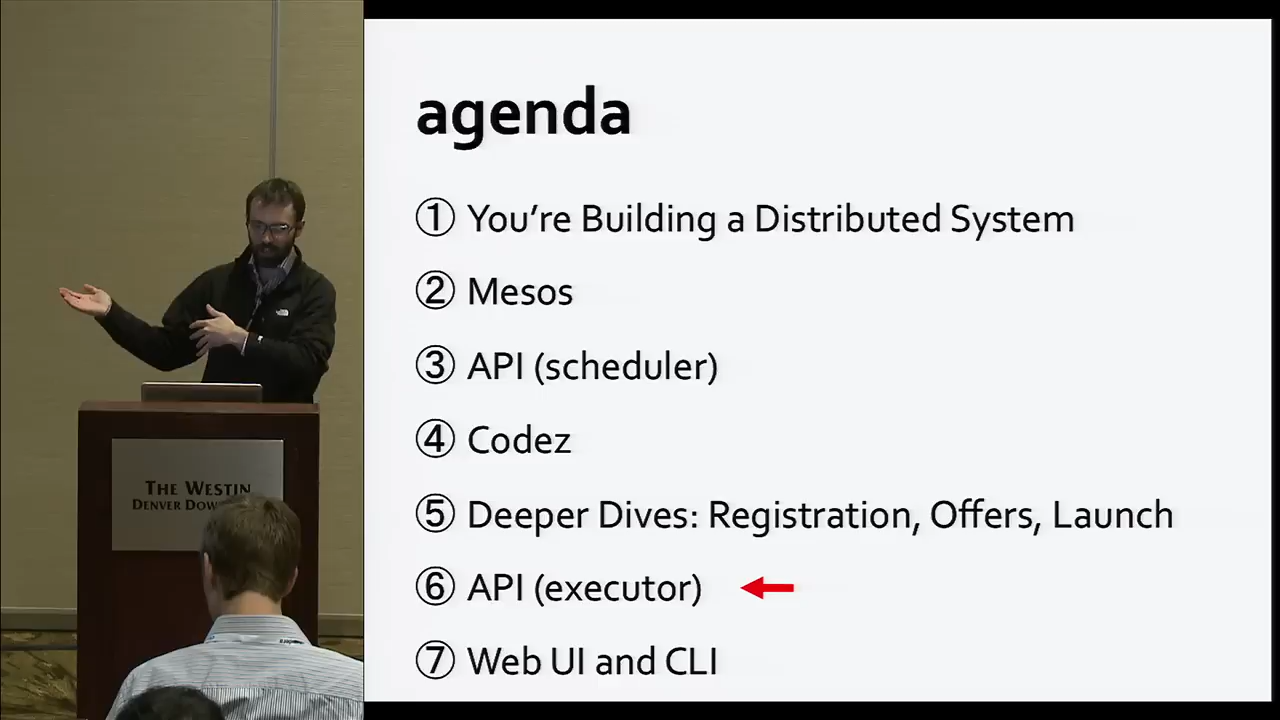 agenda
① You're Building a Distributed System
② Mesos
③ API (scheduler)
④ Codez
⑤ Deeper Dives: Registration, Offers, Launch
⑥ API (executor)
⑦ Web UI and CLI
THE WESTIN
DENVER